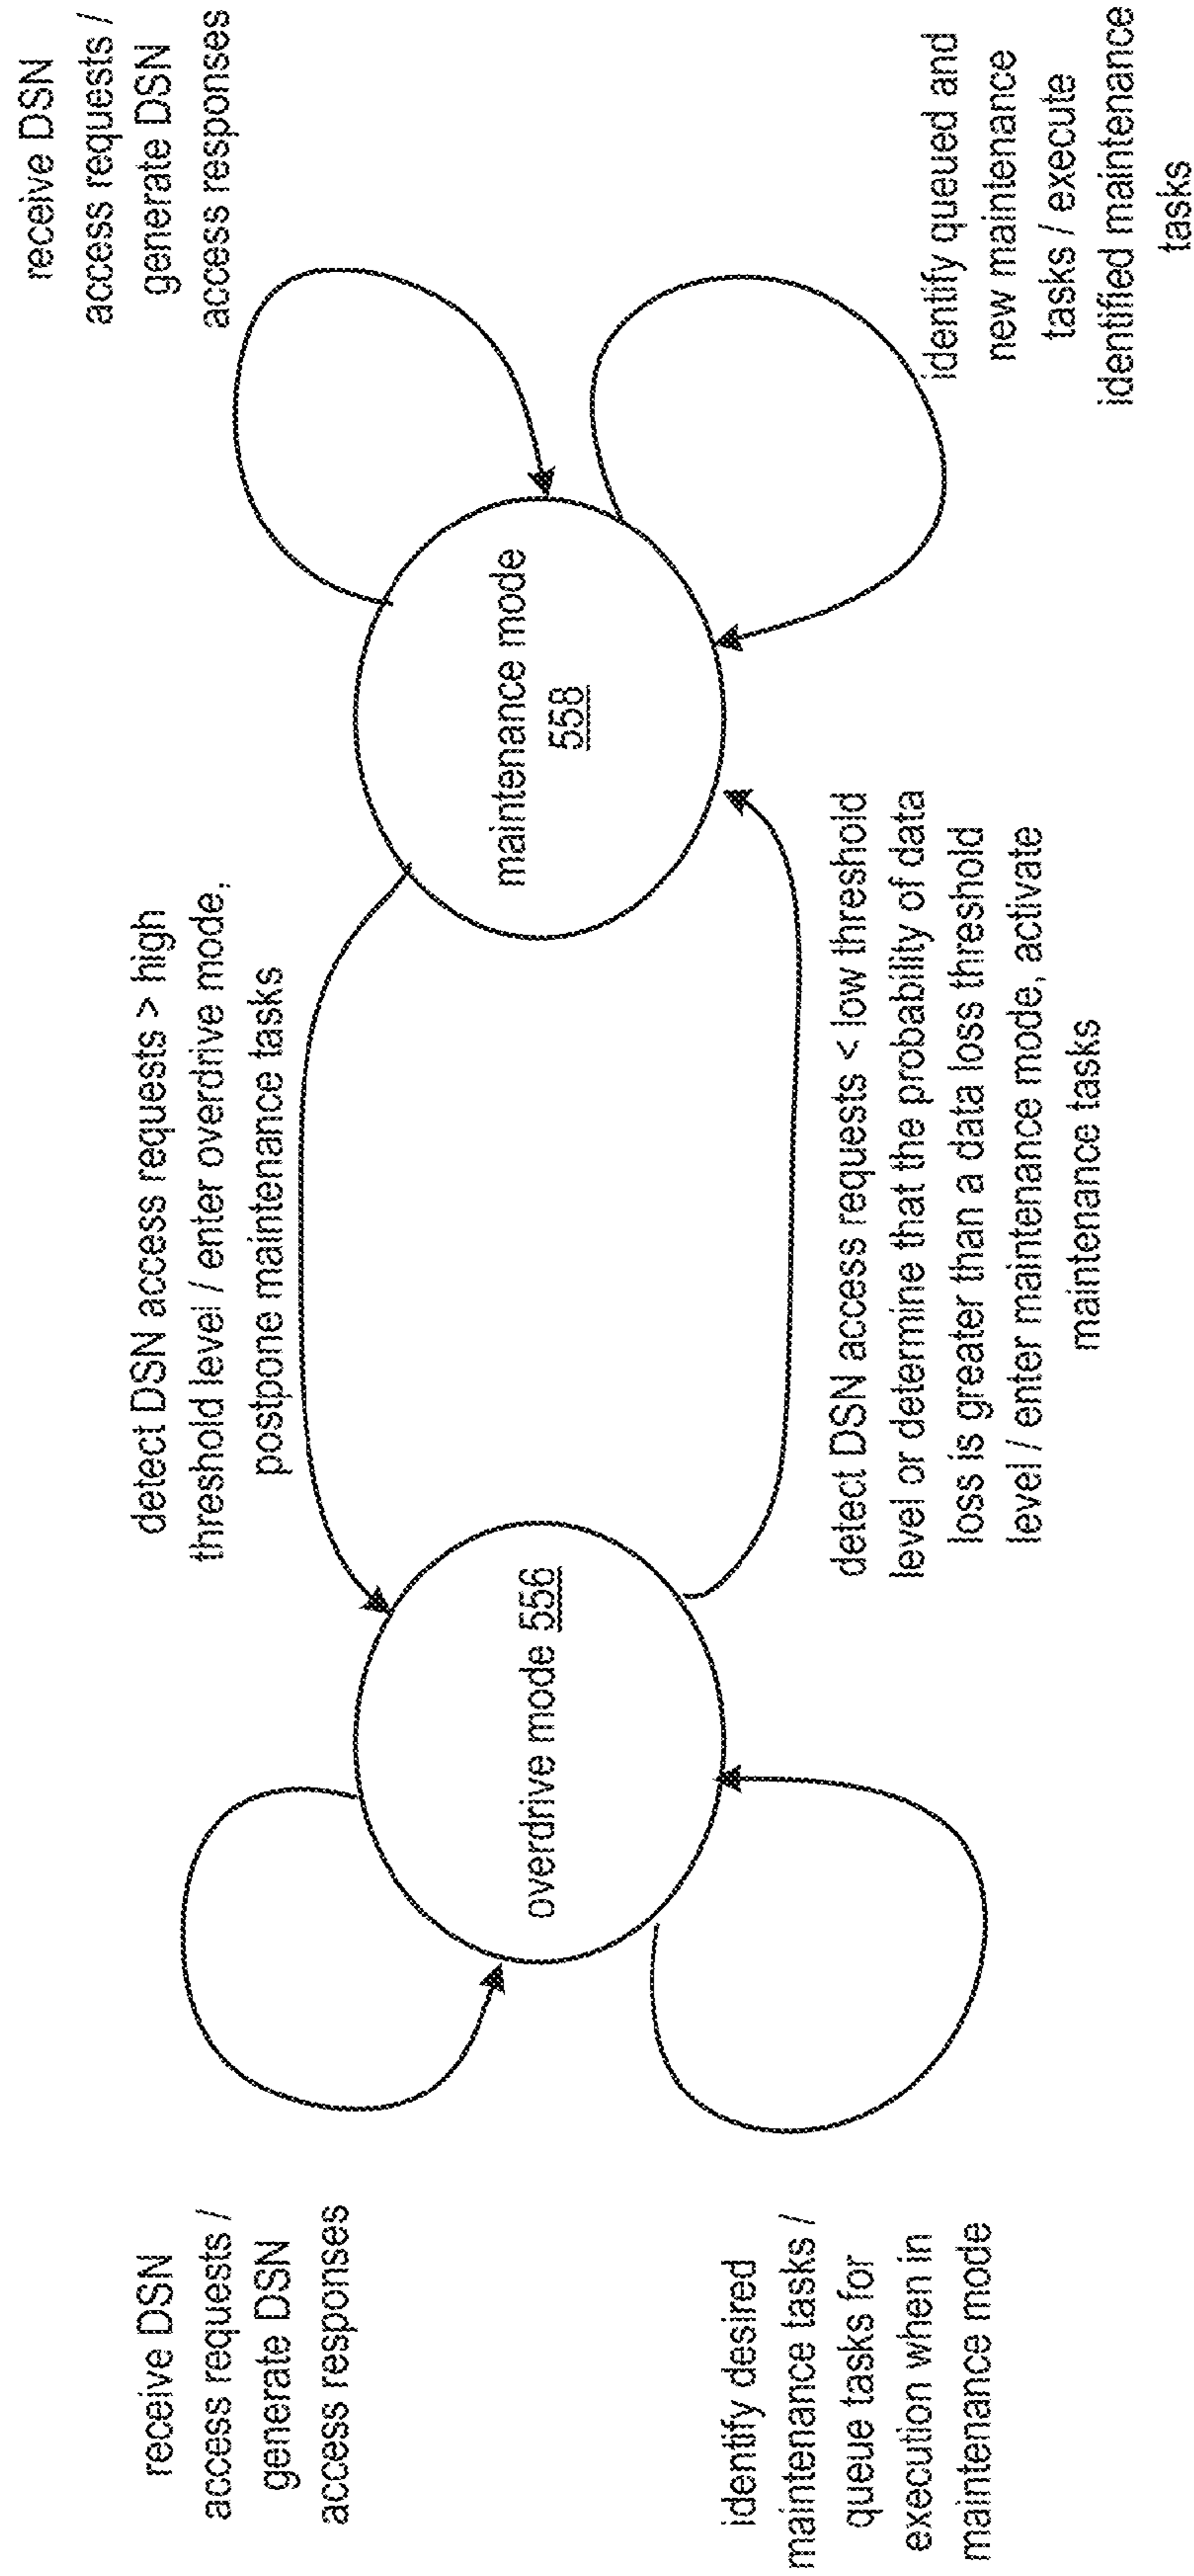 receive DSN
access requests /
generate DSN
access responses
detect DSN access requests > high
threshold level / enter overdrive mode,
postpone maintenance tasks
receive DSN
access requests /
generate DSN
access responses
overdrive mode 556
maintenance mode
558
identify desired
maintenance tasks /
queue tasks for
execution when in
maintenance mode
detect DSN access requests < low threshold
level or determine that the probability of data
loss is greater than a data loss threshold
level / enter maintenance mode, activate
maintenance tasks
identify queued and
new maintenance
tasks / execute
identified maintenance
tasks